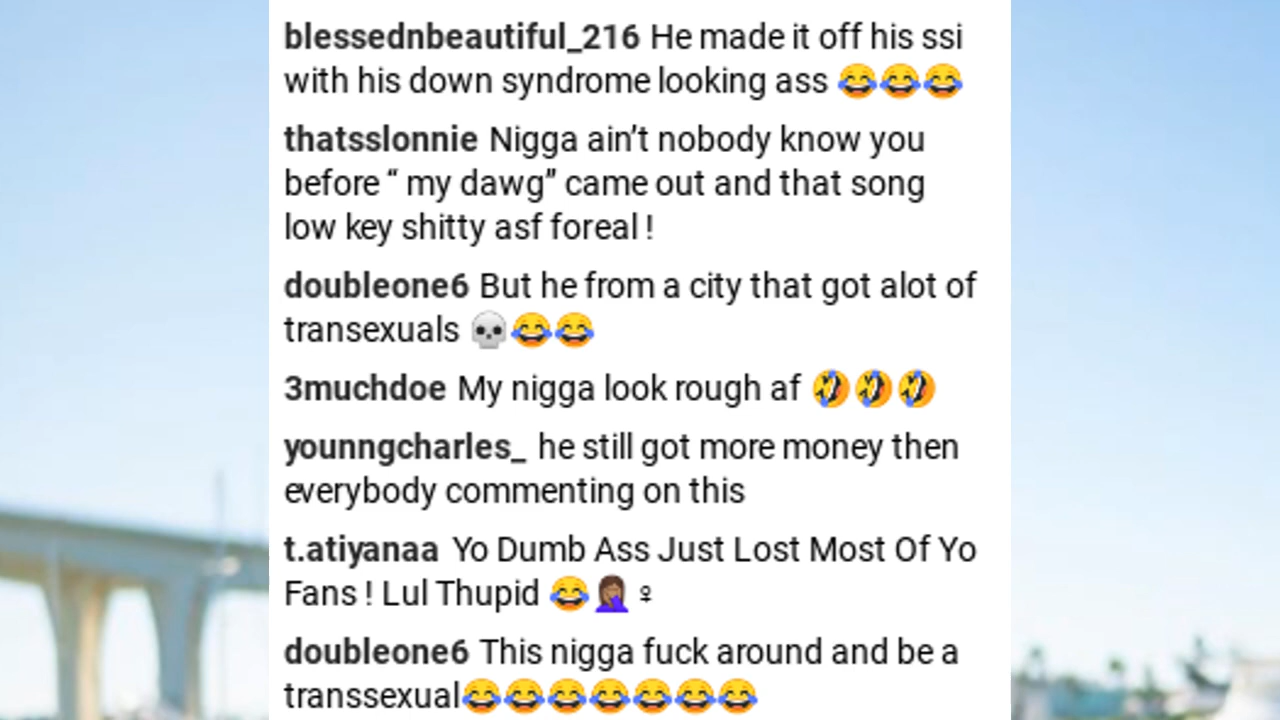 blessednbeautiful_216 He made it off his ssi
with his down syndrome looking ass 😂😂😂
thatsslonnie Nigga ain’t nobody know you
before “ my dawg” came out and that song
low key shitty asf foreal !
doubleone6 But he from a city that got alot of
transexuals 💀😂😂
3muchdoe My nigga look rough af 🤣🤣🤣
younngcharles_ he still got more money then
everybody commenting on this
t.atiyanaa Yo Dumb Ass Just Lost Most Of Yo
Fans ! Lul Thupid 😂🤦🏾♀
doubleone6 This nigga fuck around and be a
transsexual😂😂😂😂😂😂😂